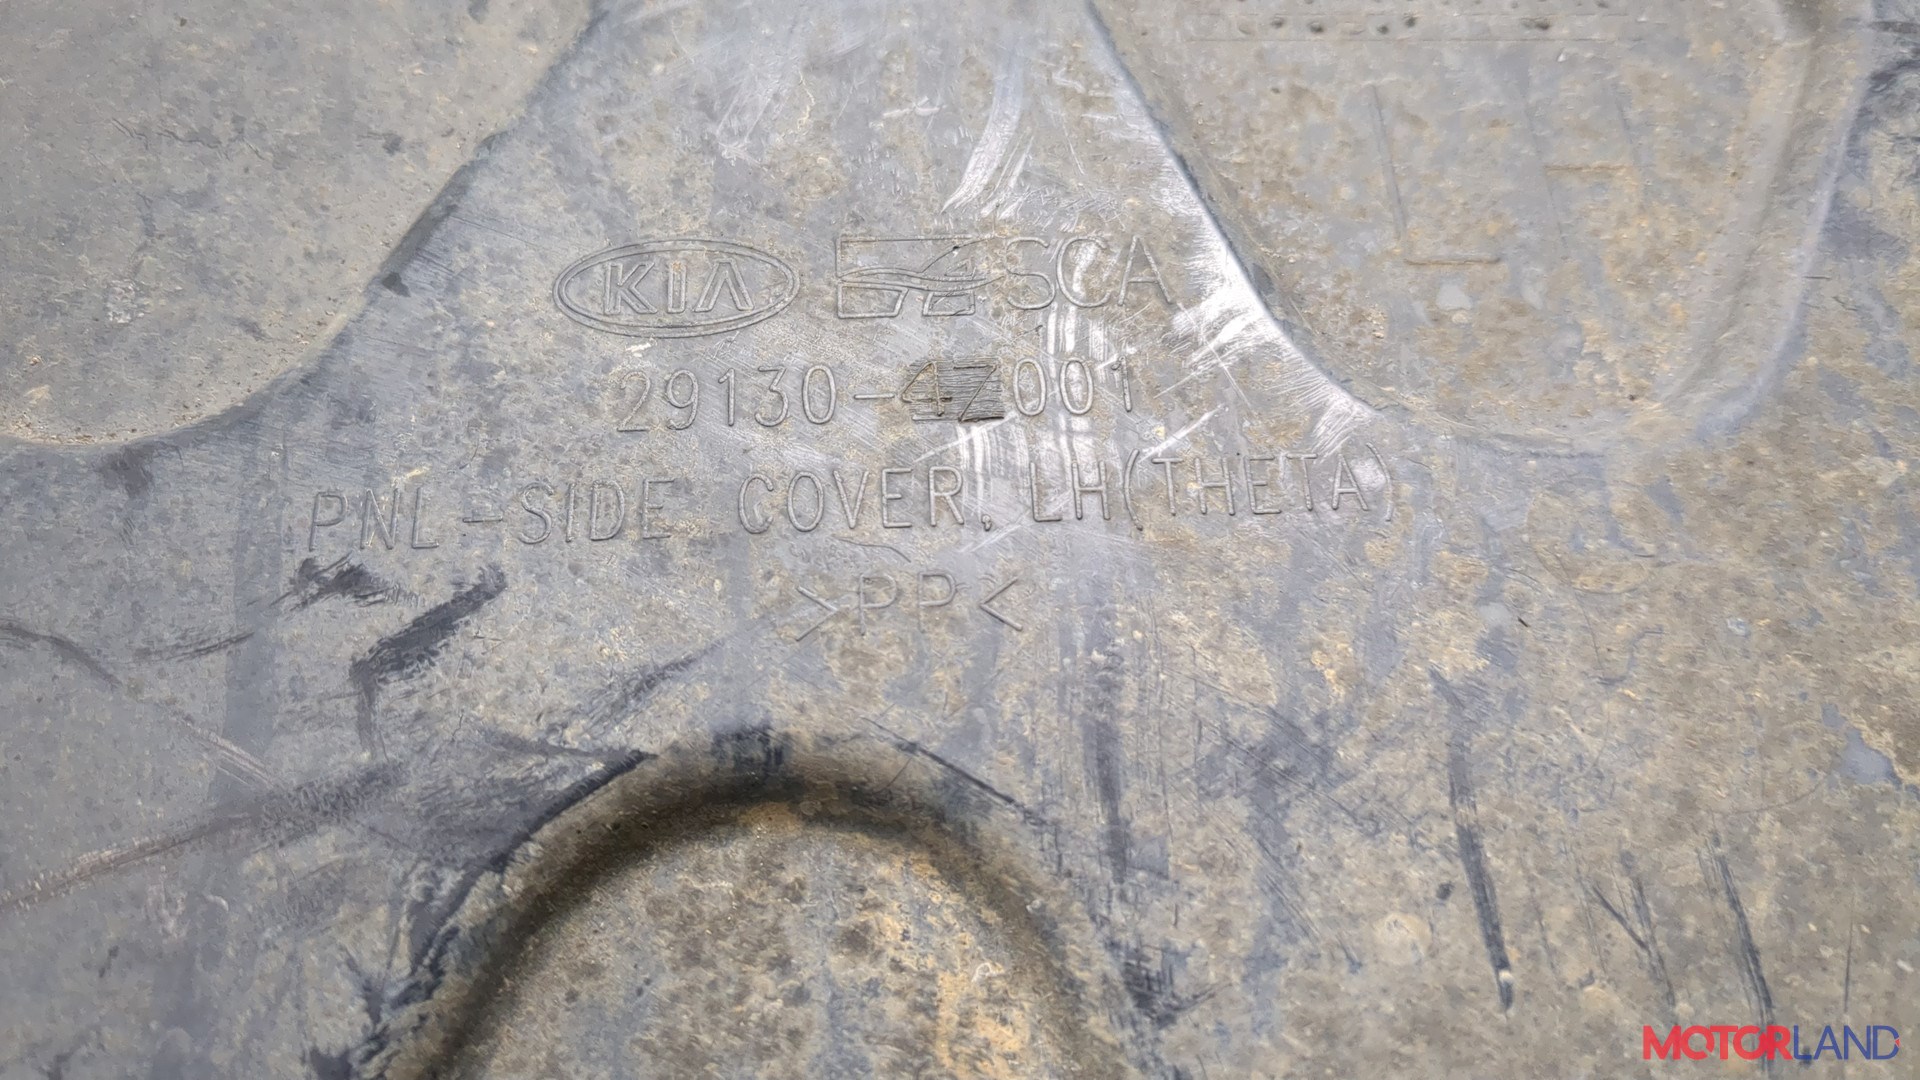 KIA SCA
29130-4Z001
PNL-SIDE COVER, LH(THETA)
>PP<
MOTORLAND